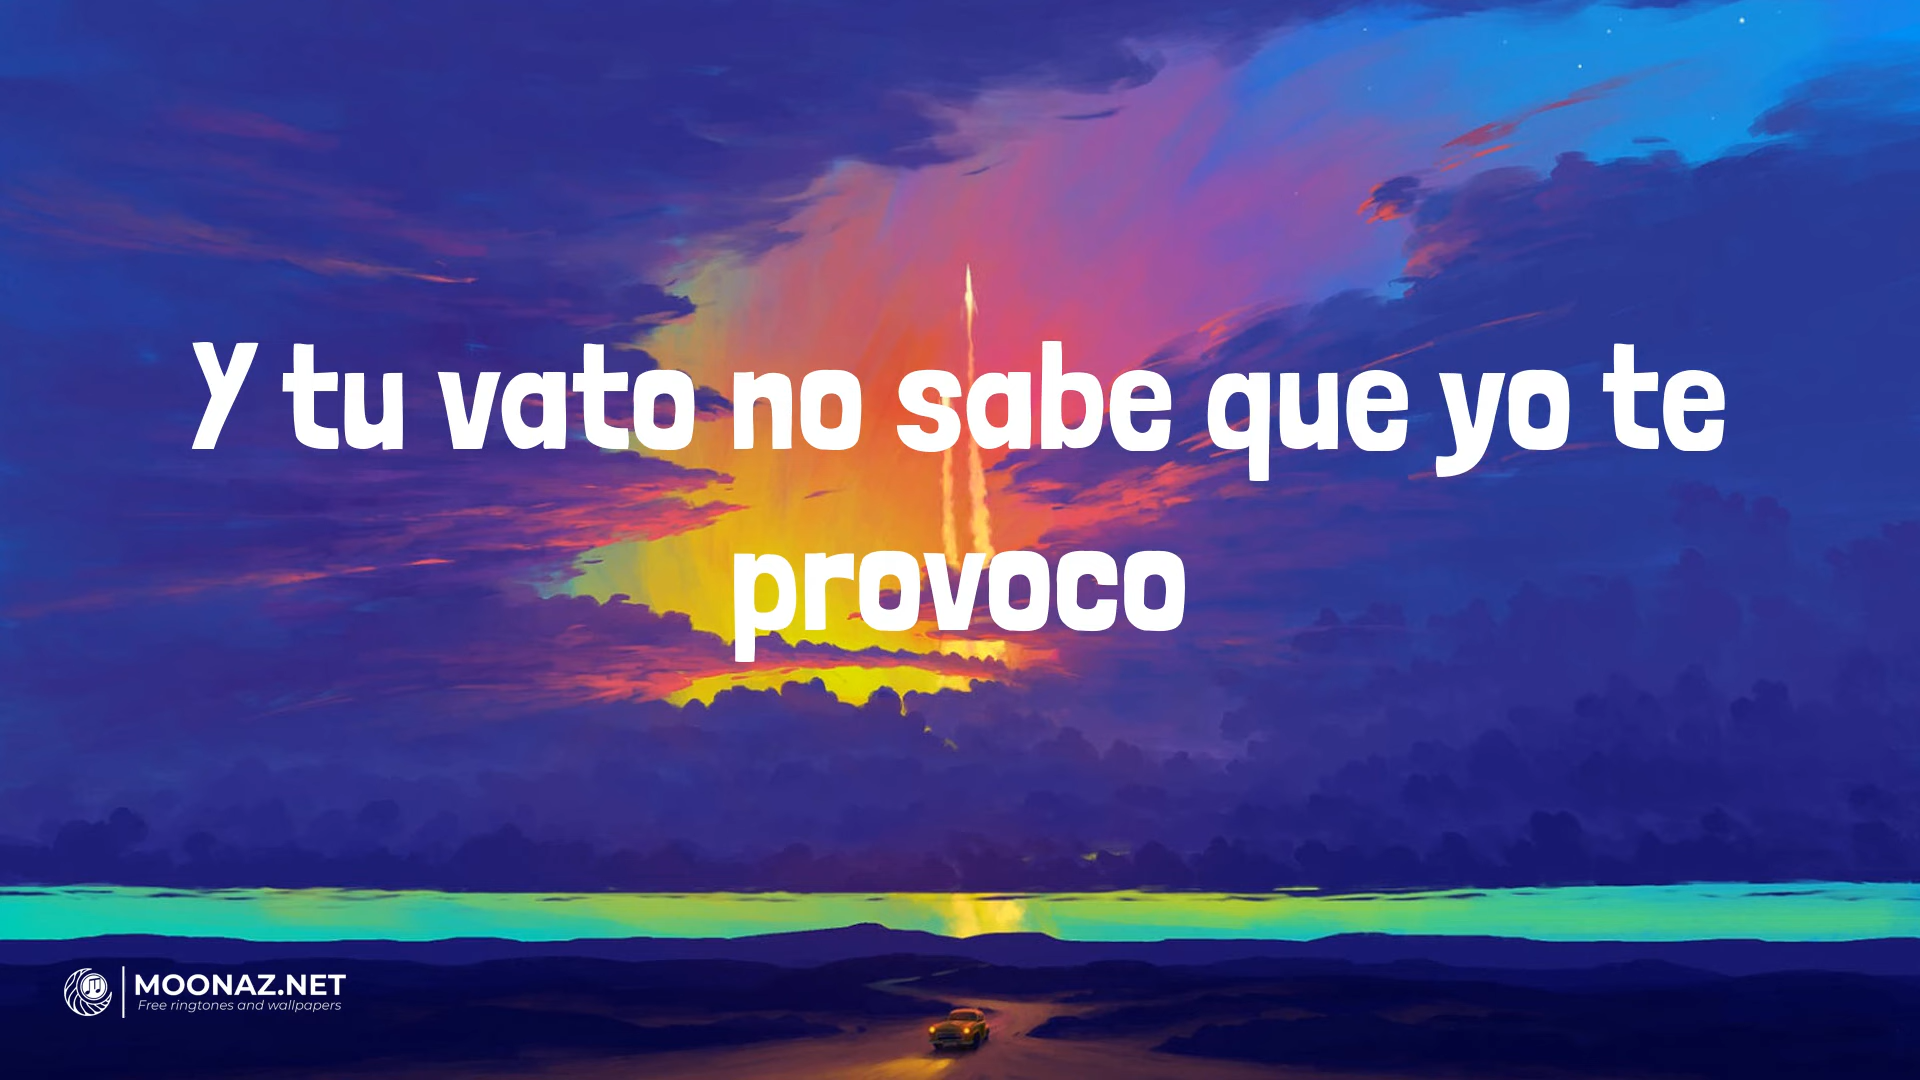 Y tu vato no sabe que yo te
provoco
MOONAZ.NET
Free ringtones and wallpapers